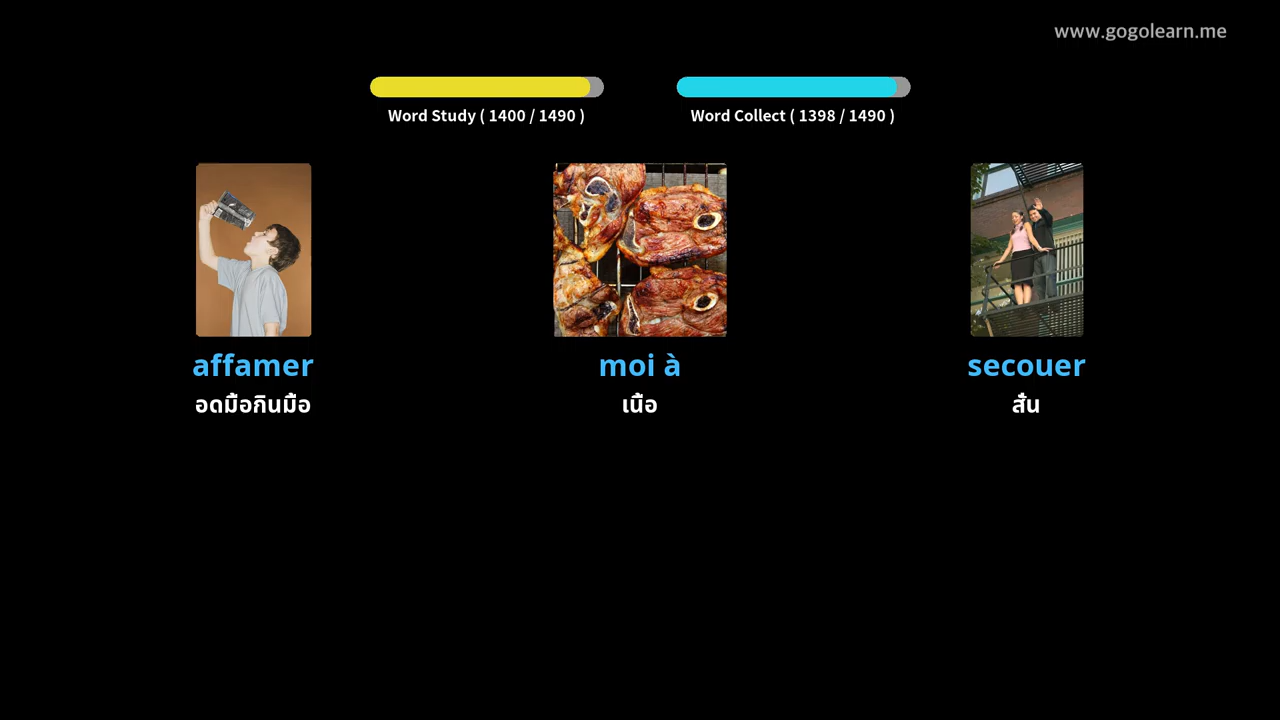 www.gogolearn.me
Word Study ( 1400 / 1490 )
Word Collect ( 1398 / 1490 )
affamer
moi à
secouer
อดมื้อกินมื้อ
เนื้อ
สั่น